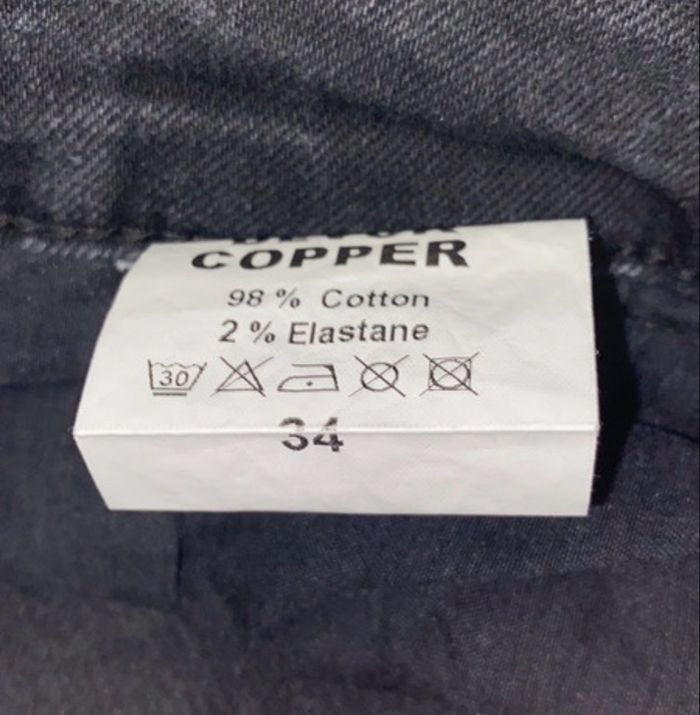 COPPER
98 % Cotton
2 % Elastane
30
34